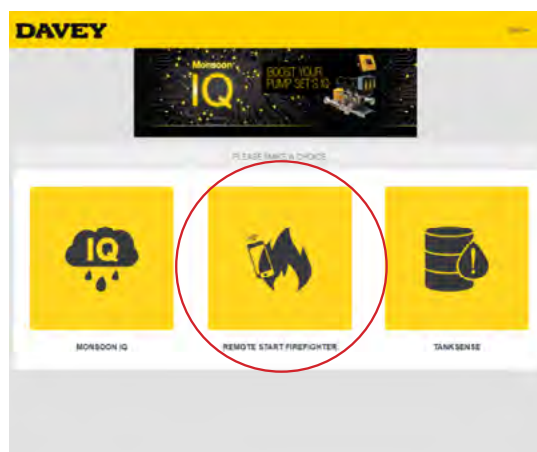 DAVEY
Monsoon
IQ
BOOST YOUR
PUMP SET'S IQ
PLEASE MAKE A CHOICE
IQ
MONSOON IQ
REMOTE START FIREFIGHTER
TANKSENSE